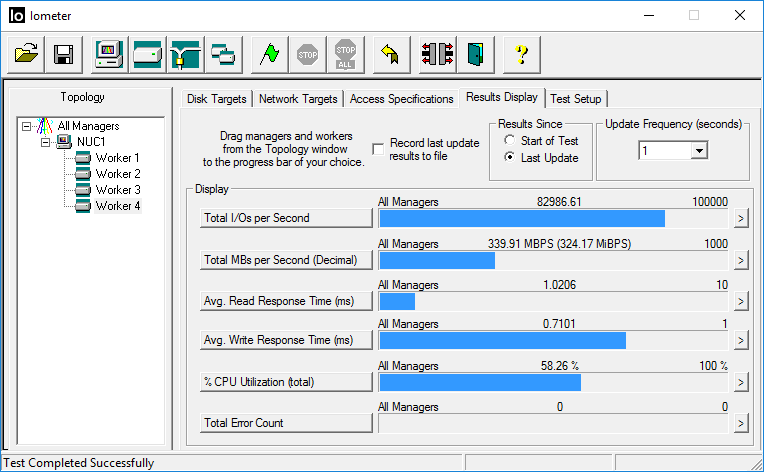 Io Iometer
STOP
STOP
ALL
?
Topology
All Managers
NUC1
Worker 1
Worker 2
Worker 3
Worker 4
Disk Targets
Network Targets
Access Specifications
Results Display
Test Setup
Drag managers and workers
from the Topology window
to the progress bar of your choice.
Record last update
results to file
Results Since
Start of Test
Last Update
Update Frequency (seconds)
1
Display
Total I/Os per Second
All Managers 82986.61 100000
>
Total MBs per Second (Decimal)
All Managers 339.91 MBPS (324.17 MiBPS) 1000
>
Avg. Read Response Time (ms)
All Managers 1.0206 10
>
Avg. Write Response Time (ms)
All Managers 0.7101 1
>
% CPU Utilization (total)
All Managers 58.26 % 100 %
>
Total Error Count
All Managers 0 0
>
Test Completed Successfully